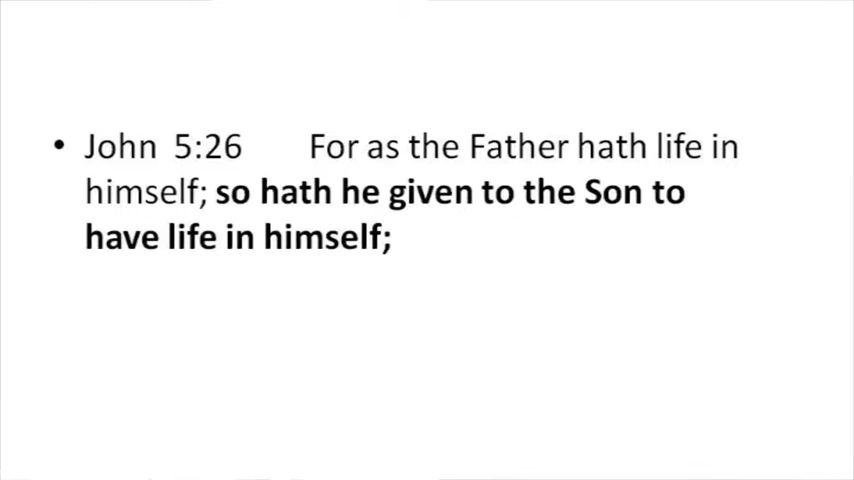 • John 5:26 For as the Father hath life in
himself; so hath he given to the Son to
have life in himself;